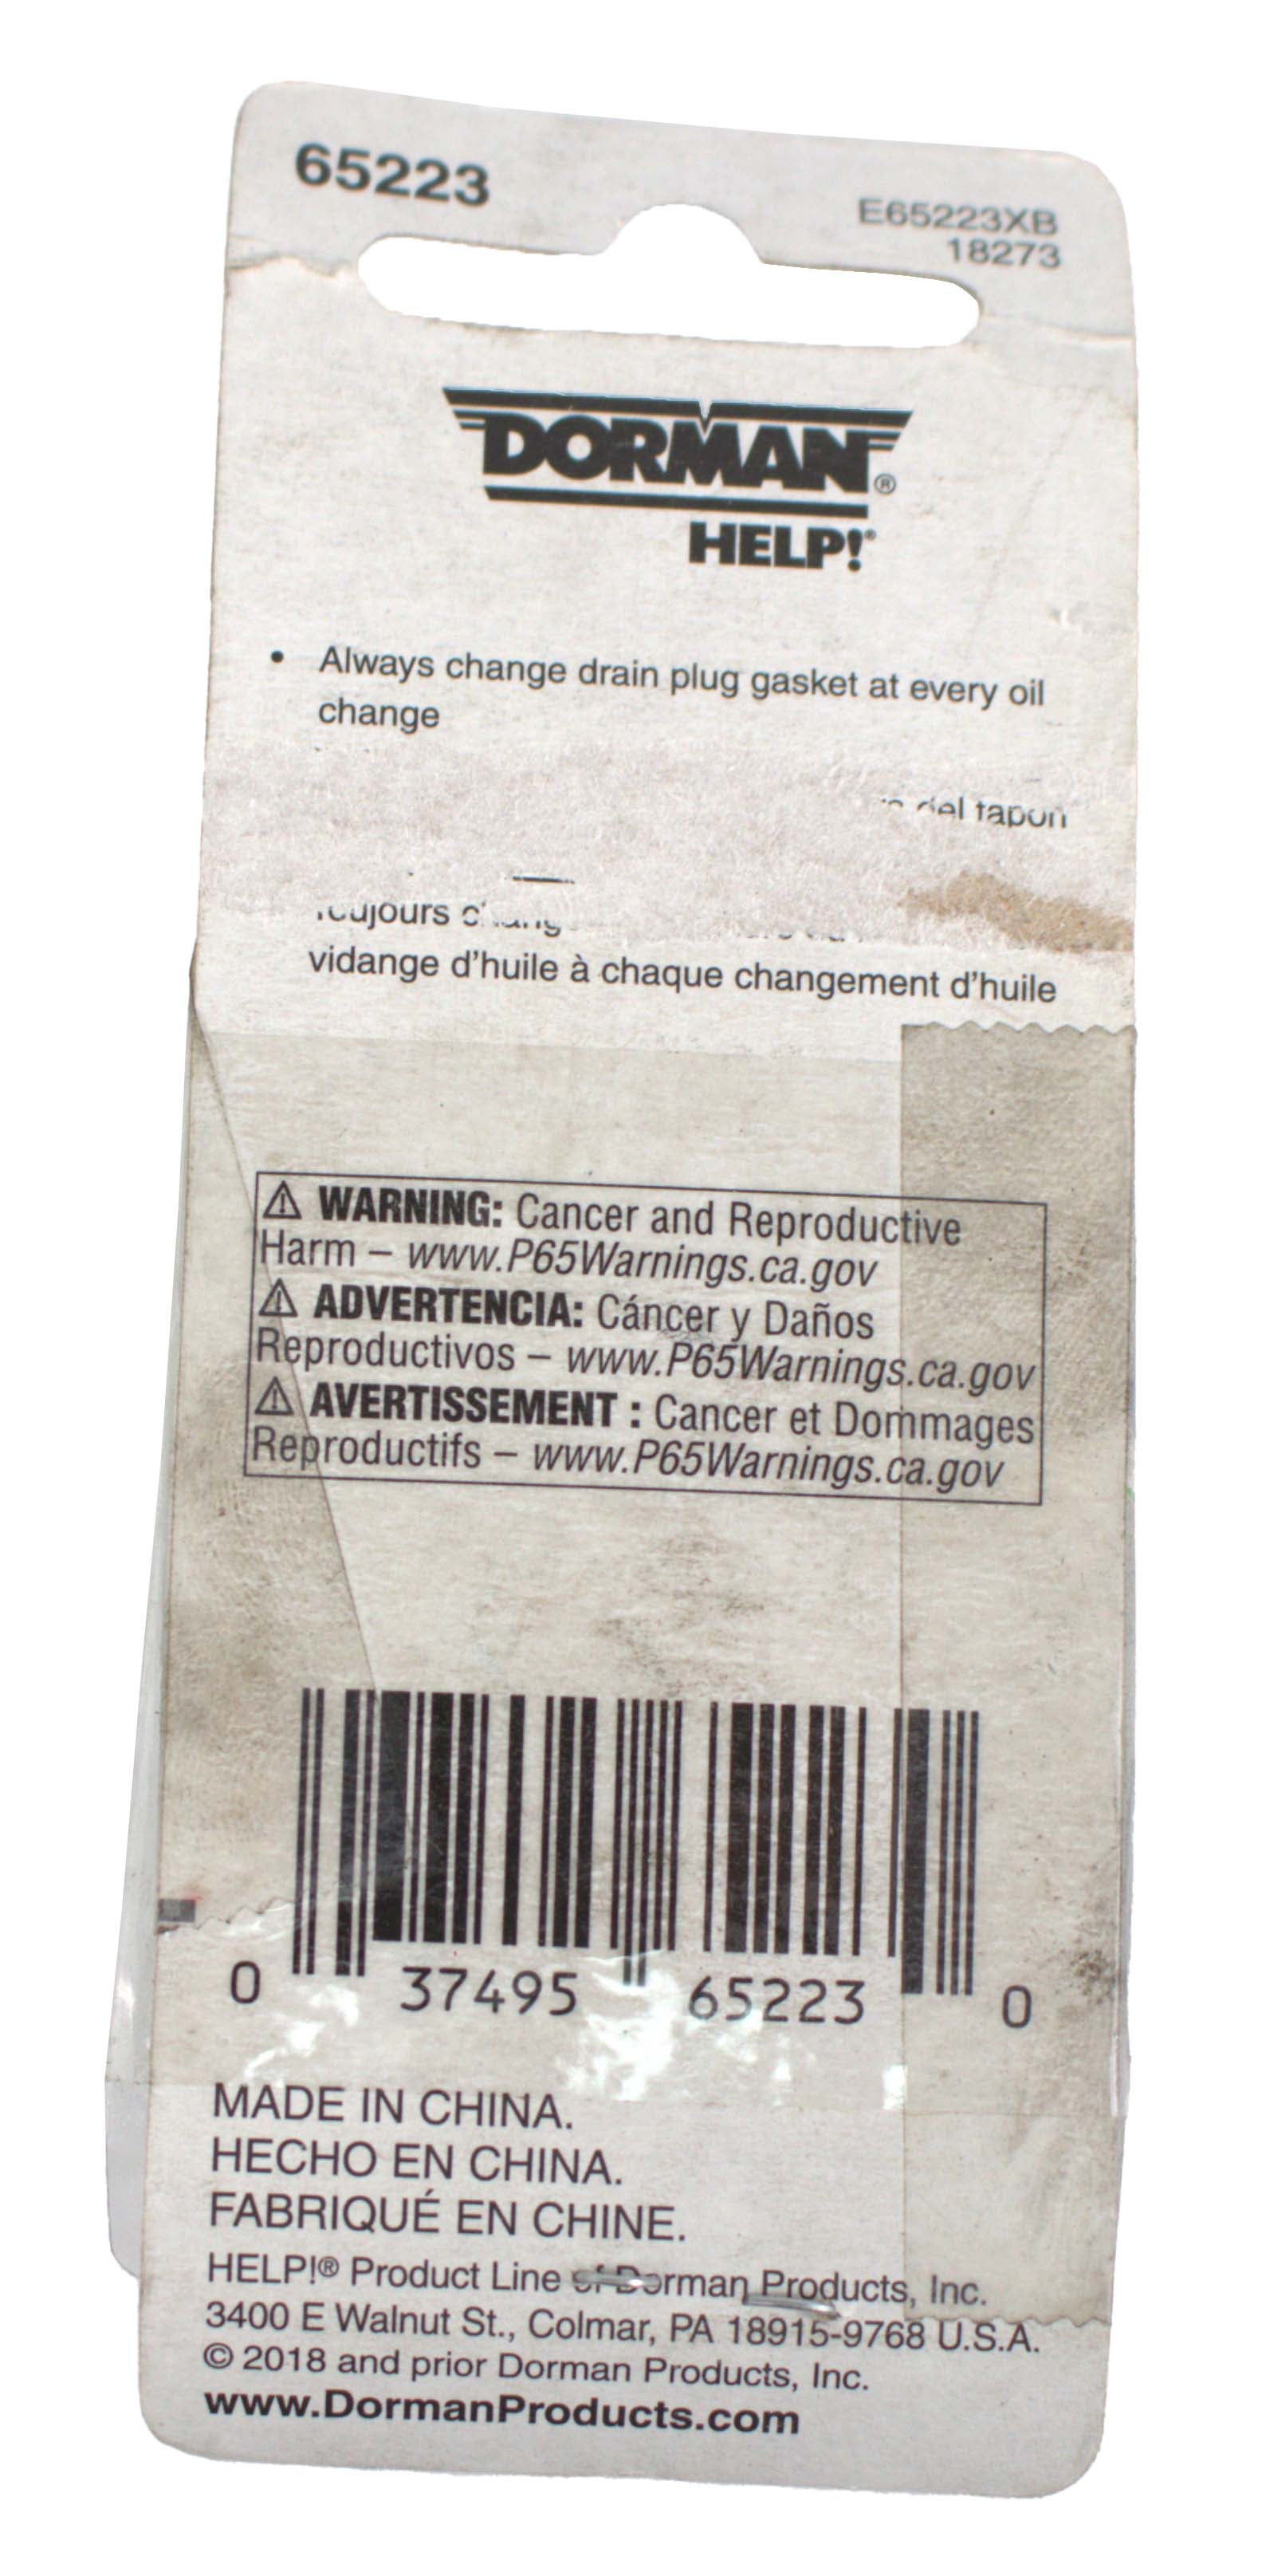 65223
E65223XB
18273
DORMAN®
HELP!®
• Always change drain plug gasket at every oil
change
del tapon
Toujours
vidange d'huile à chaque changement d'huile
⚠ WARNING: Cancer and Reproductive
Harm – www.P65Warnings.ca.gov
⚠ ADVERTENCIA: Cáncer y Daños
Reproductivos – www.P65Warnings.ca.gov
⚠ AVERTISSEMENT : Cancer et Dommages
Reproductifs – www.P65Warnings.ca.gov
0 37495 65223 0
MADE IN CHINA.
HECHO EN CHINA.
FABRIQUÉ EN CHINE.
HELP!® Product Line of Dorman Products, Inc.
3400 E Walnut St., Colmar, PA 18915-9768 U.S.A.
© 2018 and prior Dorman Products, Inc.
www.DormanProducts.com